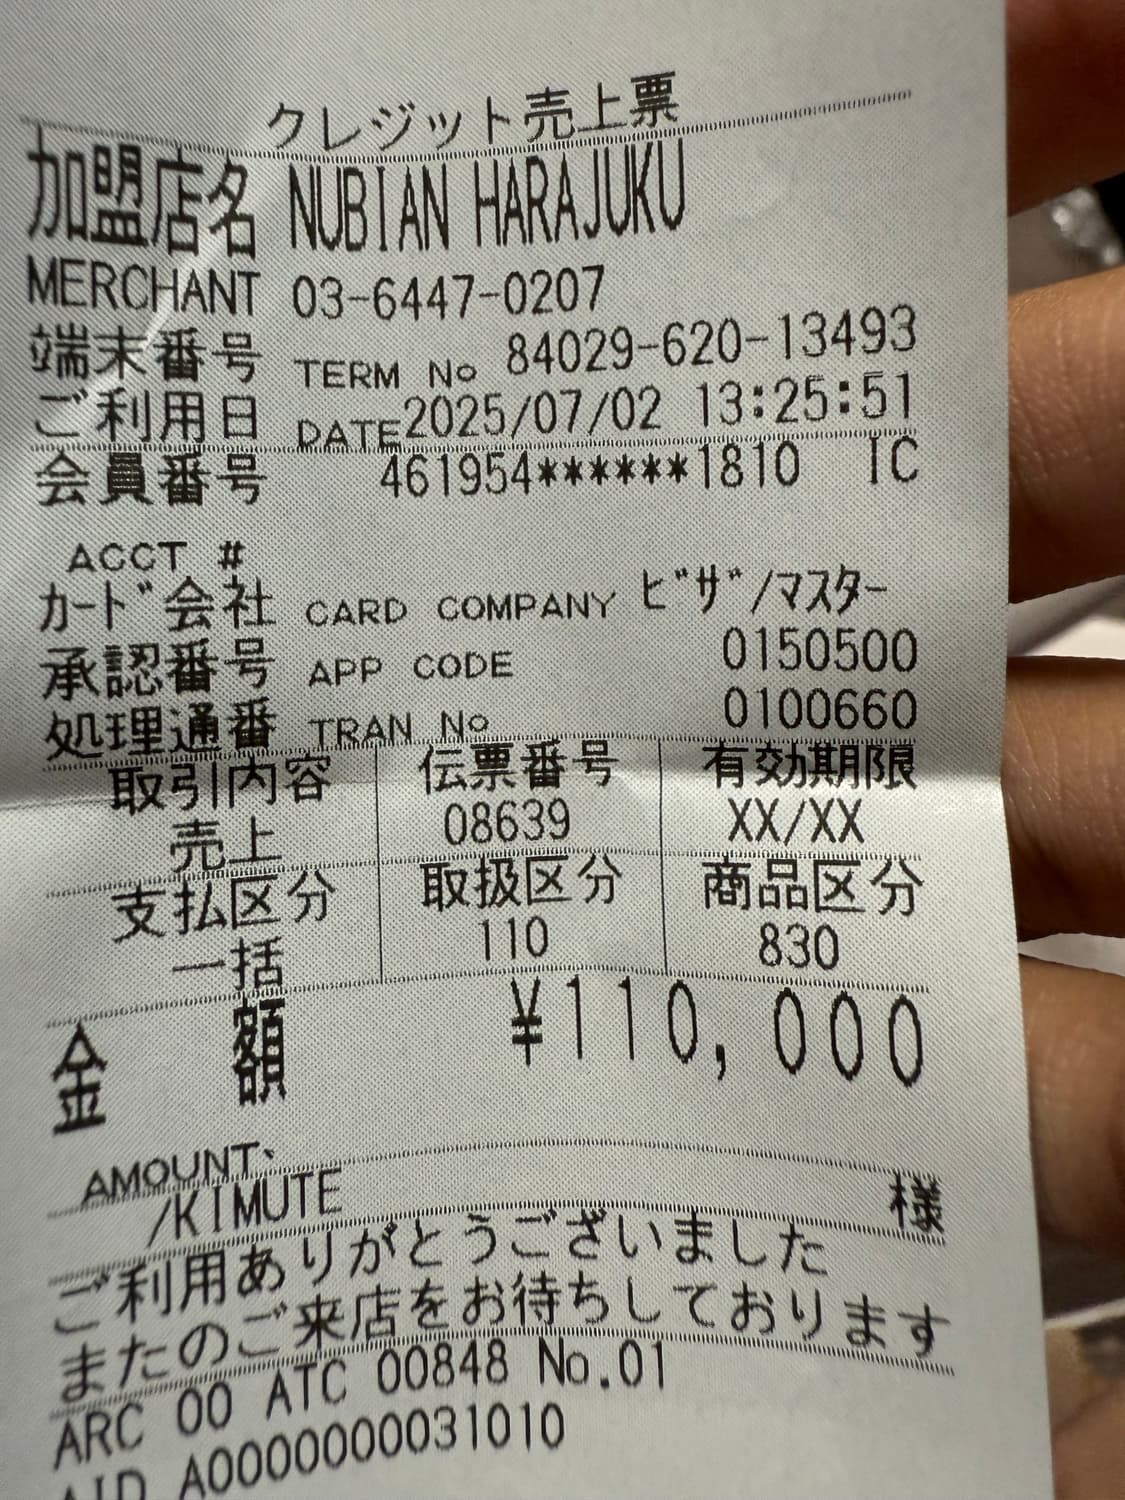 クレジット売上票
加盟店名 NUBIAN HARAJUKU
MERCHANT 03-6447-0207
端末番号 TERM No 84029-620-13493
ご利用日 DATE 2025/07/02 13:25:51
会員番号 461954******1810 IC
ACCT #
カード会社 CARD COMPANY ビザ/マスター
承認番号 APP CODE 0150500
処理通番 TRAN No 0100660
取引内容 伝票番号 有効期限
売上 08639 XX/XX
支払区分 取扱区分 商品区分
一括 110 830
金額 ¥110,000
AMOUNT、
/KIMUTE 様
ご利用ありがとうございました
またのご来店をお待ちしております
ARC 00 ATC 00848 No.01
AID A0000000031010